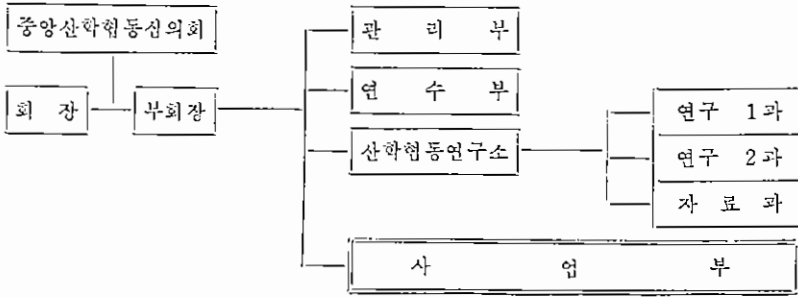 중앙산학협동심의회
회 장
부회장
관 리 부
연 수 부
산학협동연구소
사 업 부
연구 1과
연구 2과
자 료 과